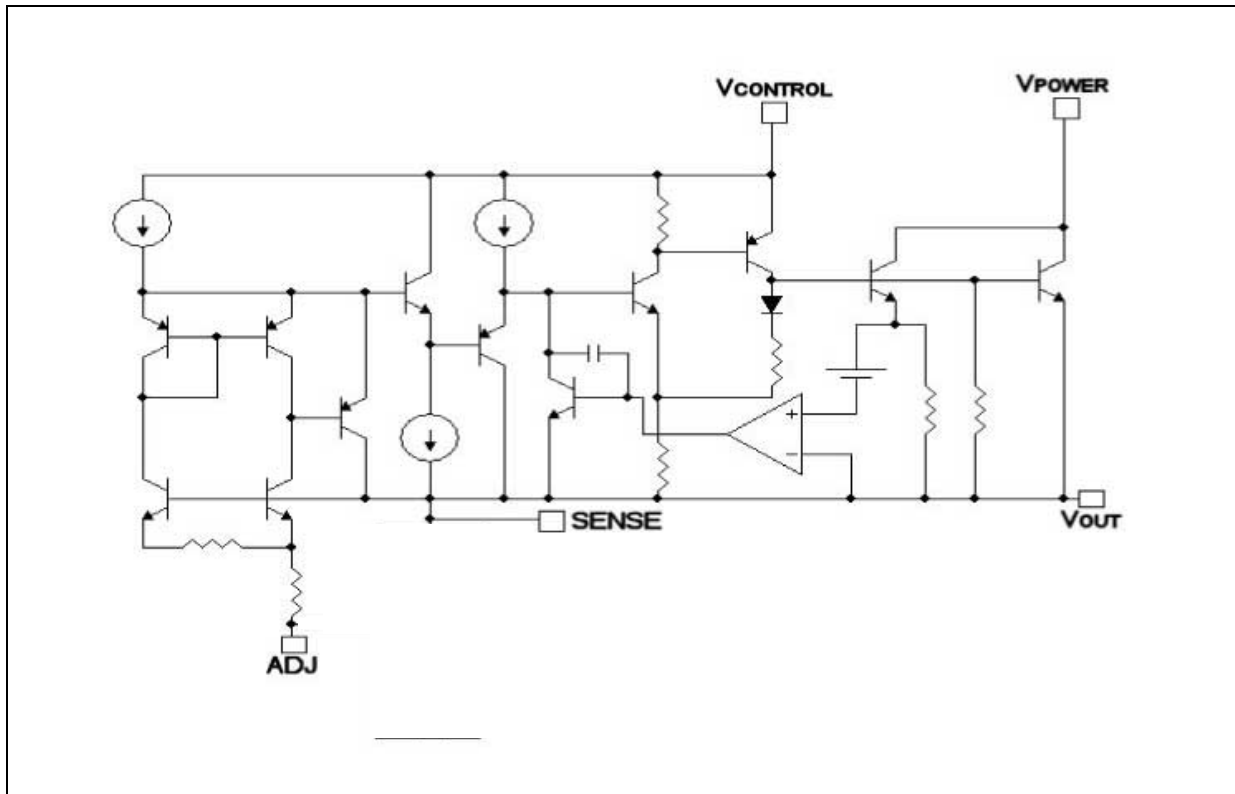 VCONTROL
VPOWER
+
−
SENSE
VOUT
ADJ